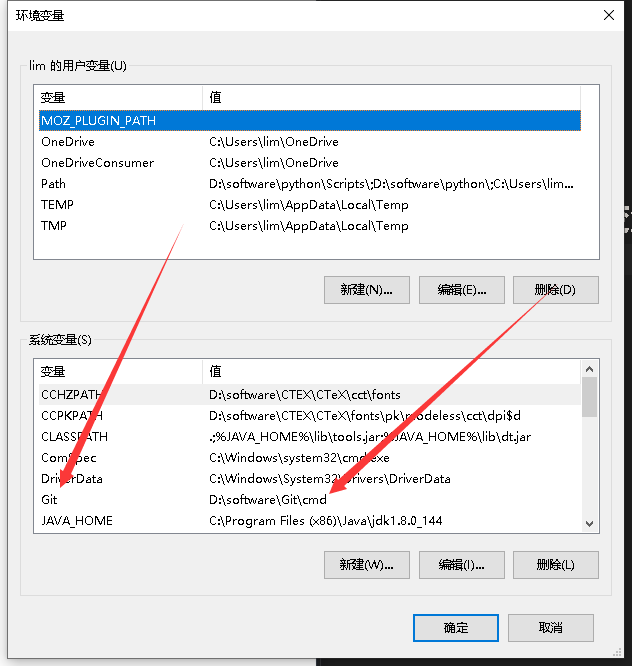 环境变量
lim 的用户变量(U)
变量 值
MOZ_PLUGIN_PATH
OneDrive C:\Users\lim\OneDrive
OneDriveConsumer C:\Users\lim\OneDrive
Path D:\software\python\Scripts\;D:\software\python\;C:\Users\lim...
TEMP C:\Users\lim\AppData\Local\Temp
TMP C:\Users\lim\AppData\Local\Temp
新建(N)... 编辑(E)... 删除(D)
系统变量(S)
变量 值
CCHZPATH D:\software\CTEX\CTeX\cct\fonts
CCPKPATH D:\software\CTEX\CTeX\fonts\pk\modeless\cct\dpi$d
CLASSPATH .;%JAVA_HOME%\lib\tools.jar;%JAVA_HOME%\lib\dt.jar
ComSpec C:\Windows\system32\cmd.exe
DriverData C:\Windows\System32\Drivers\DriverData
Git D:\software\Git\cmd
JAVA_HOME C:\Program Files (x86)\Java\jdk1.8.0_144
新建(W)... 编辑(I)... 删除(L)
确定 取消